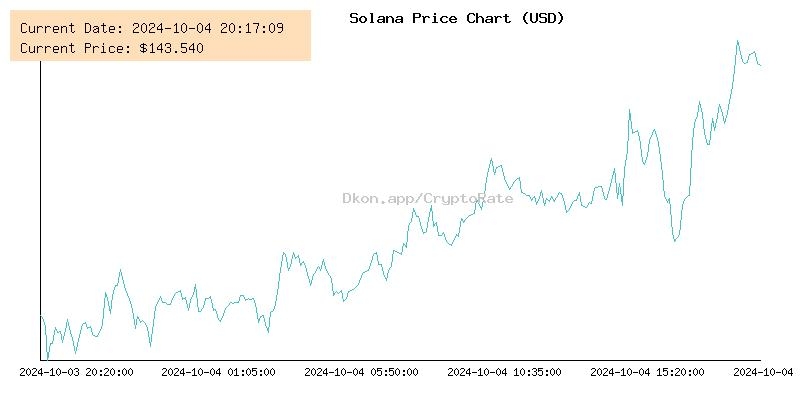 Solana Price Chart (USD)
Current Date: 2024-10-04 20:17:09
Current Price: $143.540
Dkon.app/CryptoRate
2024-10-03 20:20:00 2024-10-04 01:05:00 2024-10-04 05:50:00 2024-10-04 10:35:00 2024-10-04 15:20:00 2024-10-04